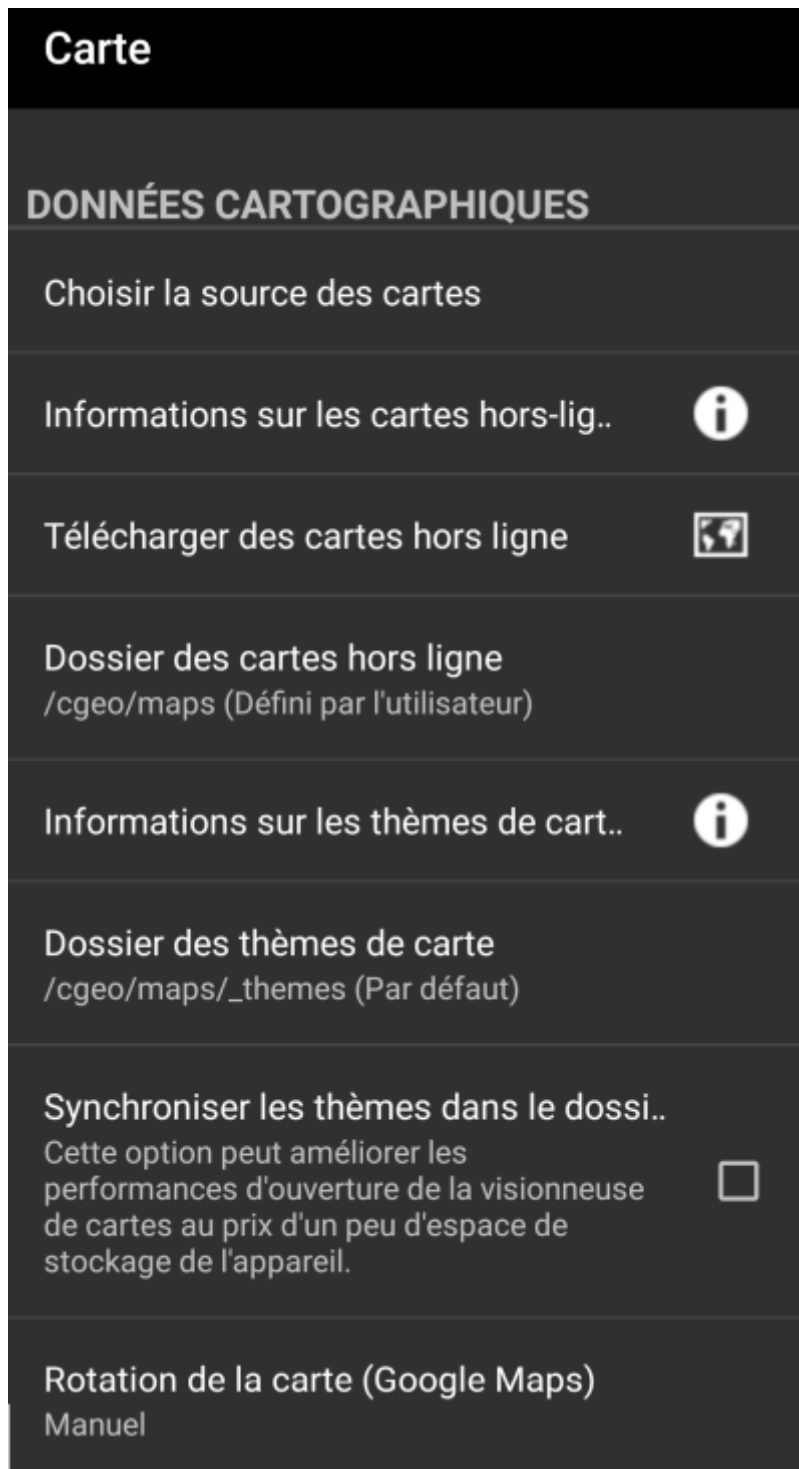 Carte
DONNÉES CARTOGRAPHIQUES
Choisir la source des cartes
Informations sur les cartes hors-lig..
Télécharger des cartes hors ligne
Dossier des cartes hors ligne
/cgeo/maps (Défini par l'utilisateur)
Informations sur les thèmes de cart..
Dossier des thèmes de carte
/cgeo/maps/_themes (Par défaut)
Synchroniser les thèmes dans le dossi..
Cette option peut améliorer les
performances d'ouverture de la visionneuse
de cartes au prix d'un peu d'espace de
stockage de l'appareil.
Rotation de la carte (Google Maps)
Manuel